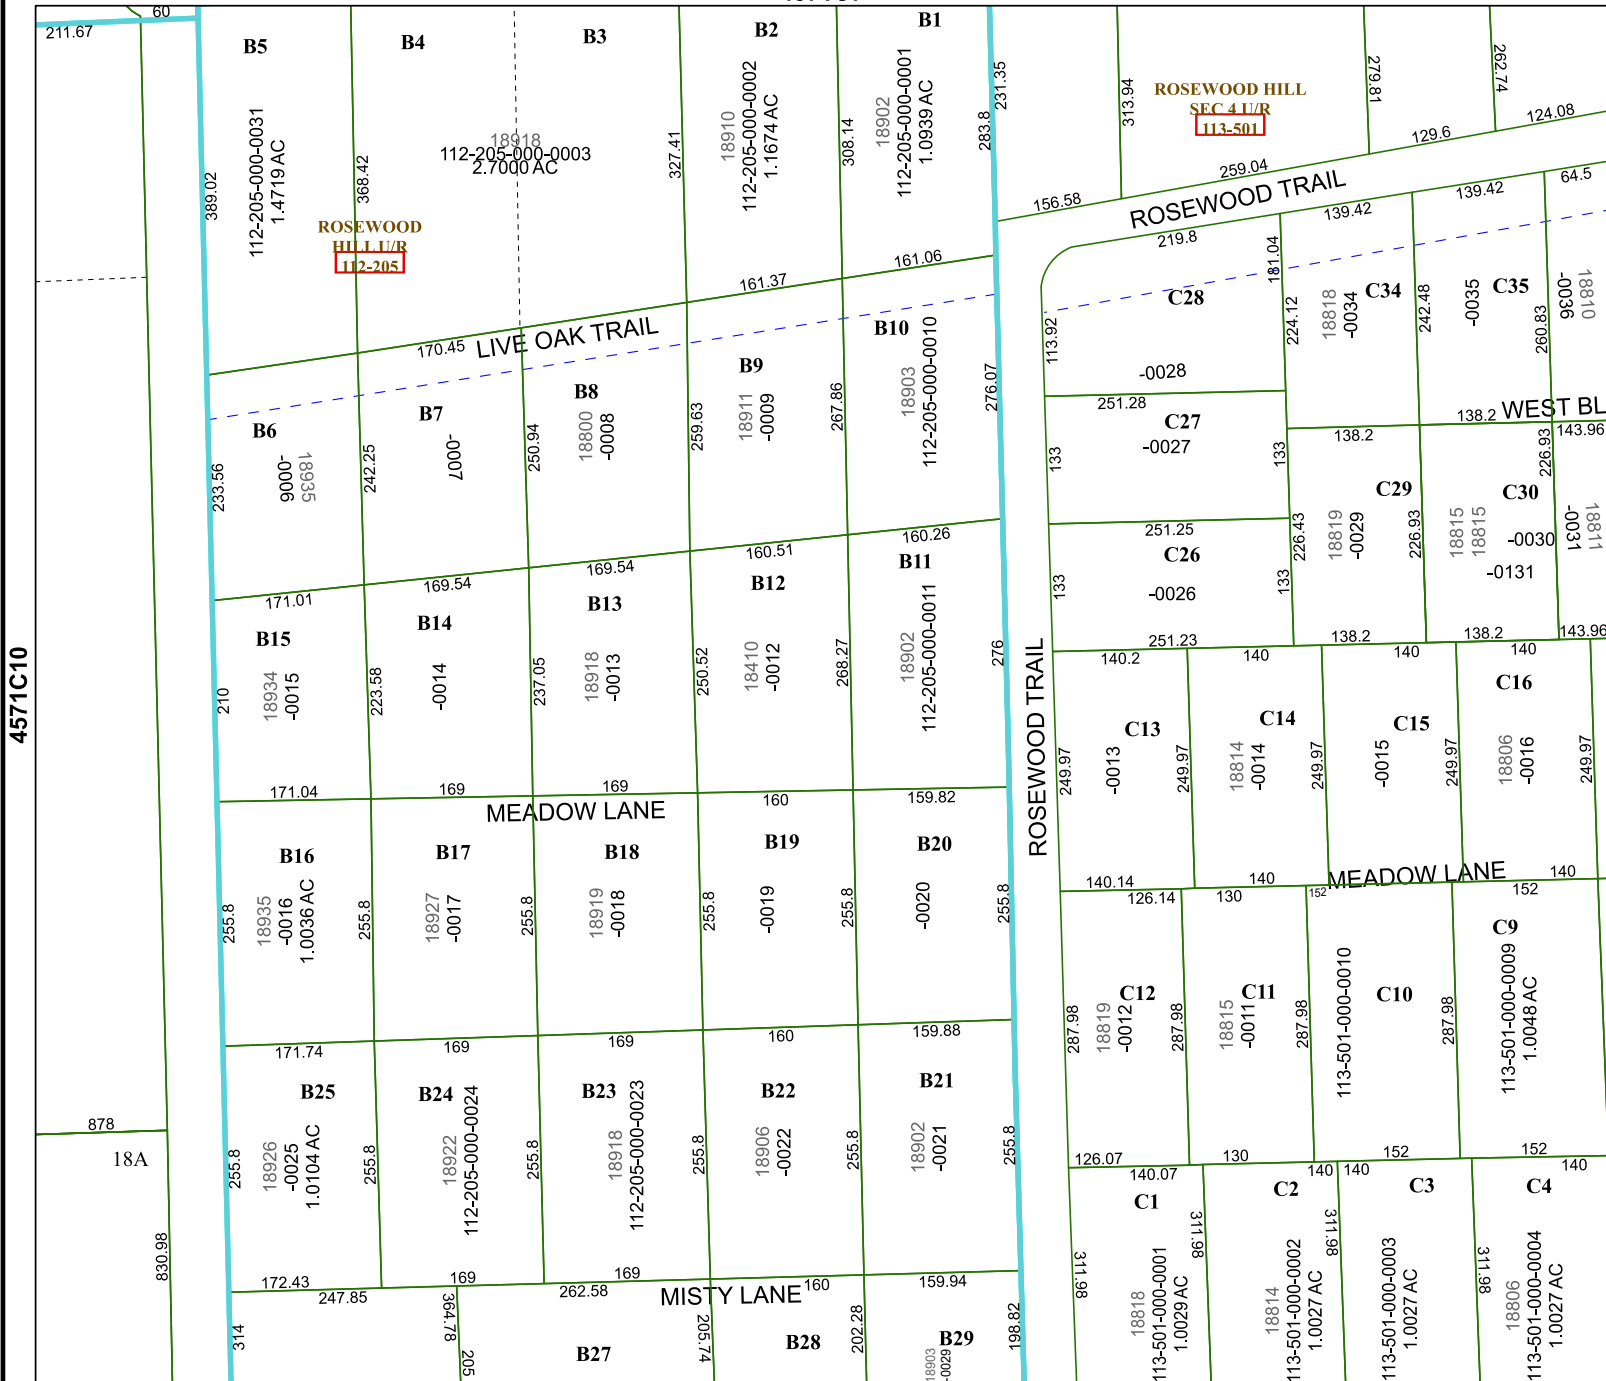 60
211.67
B5
B4
B3
B2
B1
389.02
112-205-000-0031
1.4719 AC
368.42
18918
112-205-000-0003
2.7000 AC
327.41
18910
112-205-000-0002
1.1674 AC
308.14
18902
112-205-000-0001
1.0939 AC
283.8
231.35
313.94
ROSEWOOD HILL
SEC 4 U/R
113-501
279.81
262.74
124.08
129.6
259.04
156.58
ROSEWOOD TRAIL
ROSEWOOD
HILL U/R
112-205
161.06
161.37
170.45
LIVE OAK TRAIL
219.8
139.42
139.42
64.5
181.04
C28
113.92
-0028
224.12
18818
-0034
C34
242.48
-0035
C35
260.83
-0036
18810
B6
-0006
18935
233.56
B7
-0007
242.25
B8
18800
-0008
250.94
B9
18911
-0009
259.63
B10
18903
112-205-000-0010
267.86
276.07
251.28
C27
-0027
133
133
138.2
138.2
WEST BL
143.96
251.25
C26
-0026
133
133
251.23
226.43
C29
18819
-0029
226.93
C30
18815
18815
-0030
-0131
226.93
-0031
18811
138.2
138.2
143.96
171.01
169.54
169.54
160.51
160.26
4571C10
B15
18934
-0015
210
B14
-0014
223.58
B13
18918
-0013
237.05
B12
18410
-0012
250.52
B11
18902
112-205-000-0011
268.27
276
ROSEWOOD TRAIL
140.2
140
140
140
C13
-0013
249.97
249.97
C14
18814
-0014
249.97
C15
-0015
249.97
C16
18806
-0016
249.97
171.04
169
169
160
159.82
MEADOW LANE
140.14
140
MEADOW LANE
140
B16
18935
-0016
1.0036 AC
255.8
B17
18927
-0017
255.8
B18
18919
-0018
255.8
B19
-0019
255.8
B20
-0020
255.8
255.8
126.14
130
152
152
C12
18819
-0012
287.98
287.98
C11
18815
-0011
287.98
113-501-000-0010
C10
287.98
C9
113-501-000-0009
1.0048 AC
171.74
169
169
160
159.88
878
18A
B25
18926
-0025
1.0104 AC
255.8
B24
18922
112-205-000-0024
255.8
B23
18918
112-205-000-0023
255.8
B22
18906
-0022
255.8
B21
18902
-0021
255.8
255.8
126.07
130
152
152
140.07
140
140
140
C1
18818
113-501-000-0001
1.0029 AC
311.98
311.98
C2
18814
113-501-000-0002
1.0027 AC
311.98
C3
113-501-000-0003
1.0027 AC
311.98
C4
18806
113-501-000-0004
1.0027 AC
830.98
172.43
169
169
160
159.94
247.85
262.58
MISTY LANE
314
364.78
205
B27
205.74
B28
202.28
B29
18903
-0029
198.82